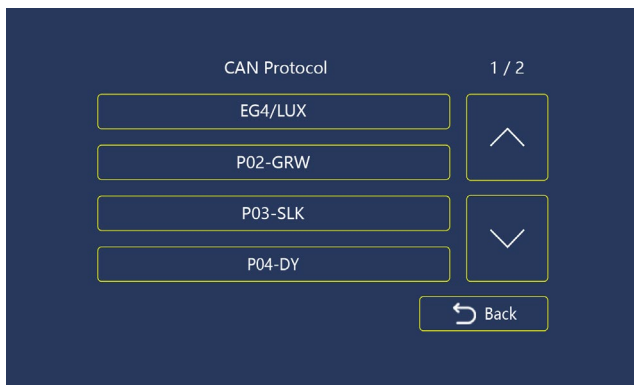 CAN Protocol 1 / 2
EG4/LUX
P02-GRW
P03-SLK
P04-DY
Back